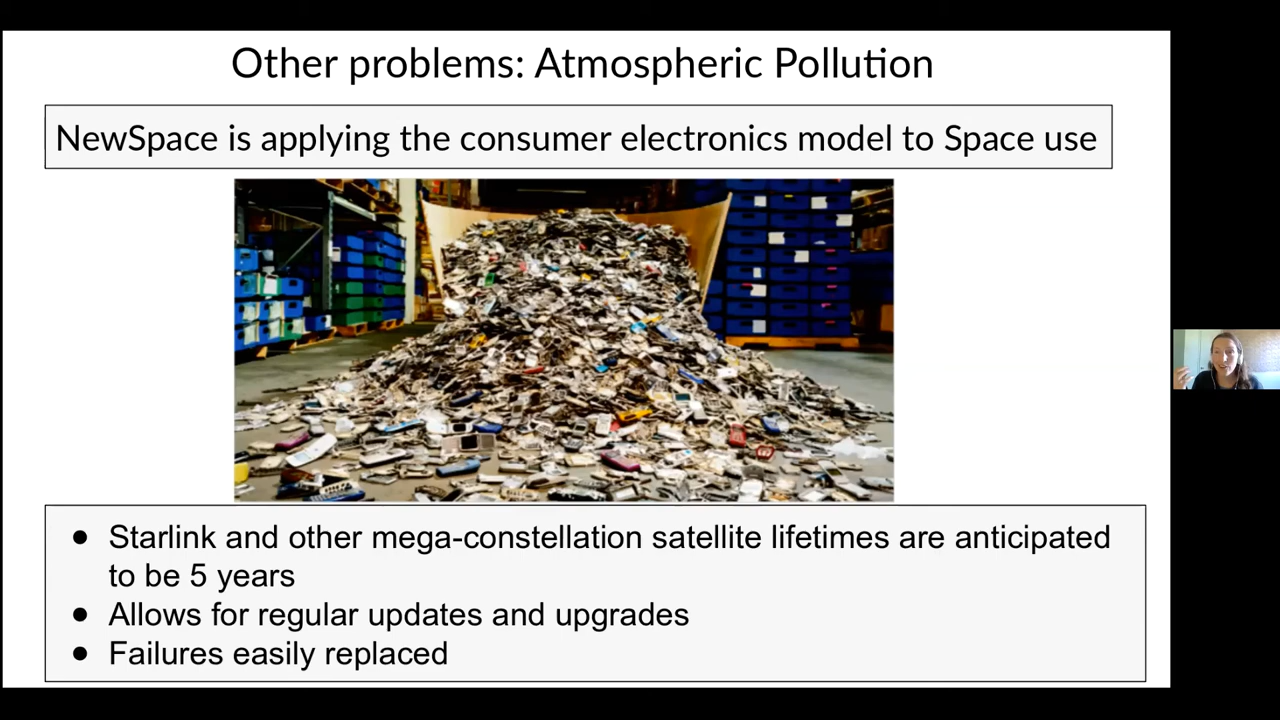 Other problems: Atmospheric Pollution
NewSpace is applying the consumer electronics model to Space use
● Starlink and other mega-constellation satellite lifetimes are anticipated
to be 5 years
● Allows for regular updates and upgrades
● Failures easily replaced